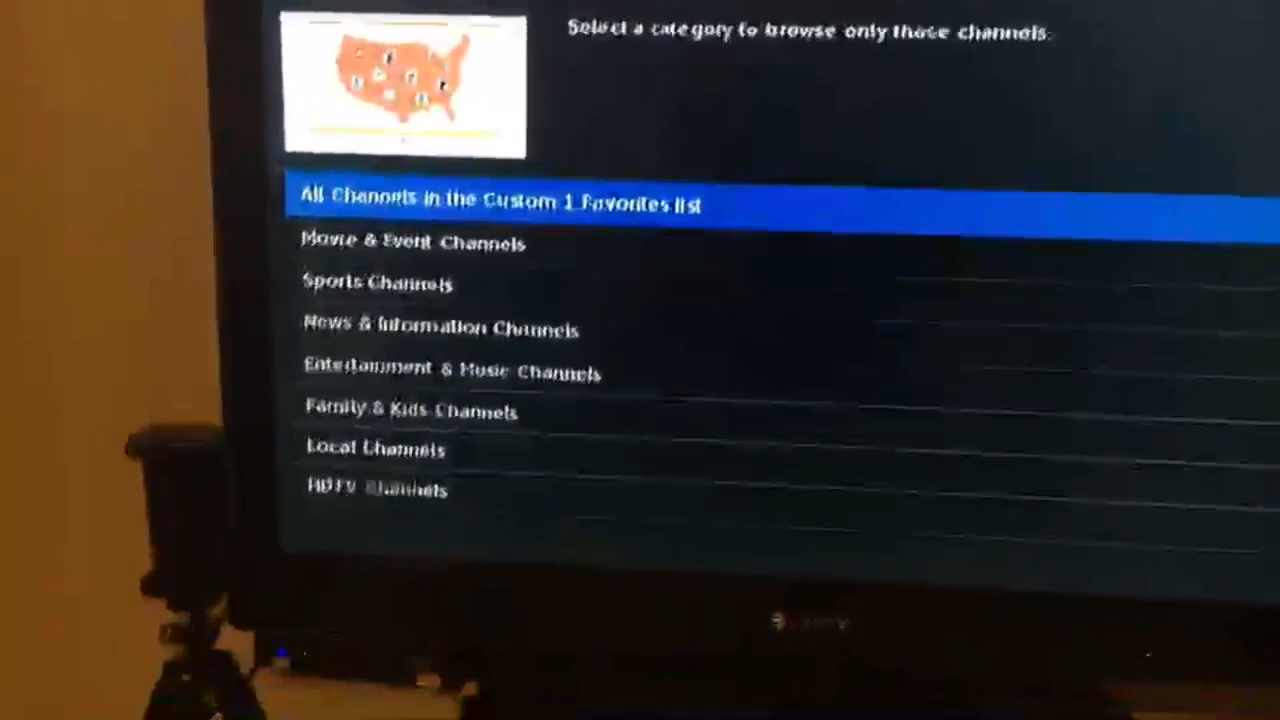 Select a category to browse only those channels.
All Channels in the Custom 1 Favorites list
Movie & Event Channels
Sports Channels
News & Information Channels
Entertainment & Music Channels
Family & Kids Channels
Local Channels
HDTV Channels